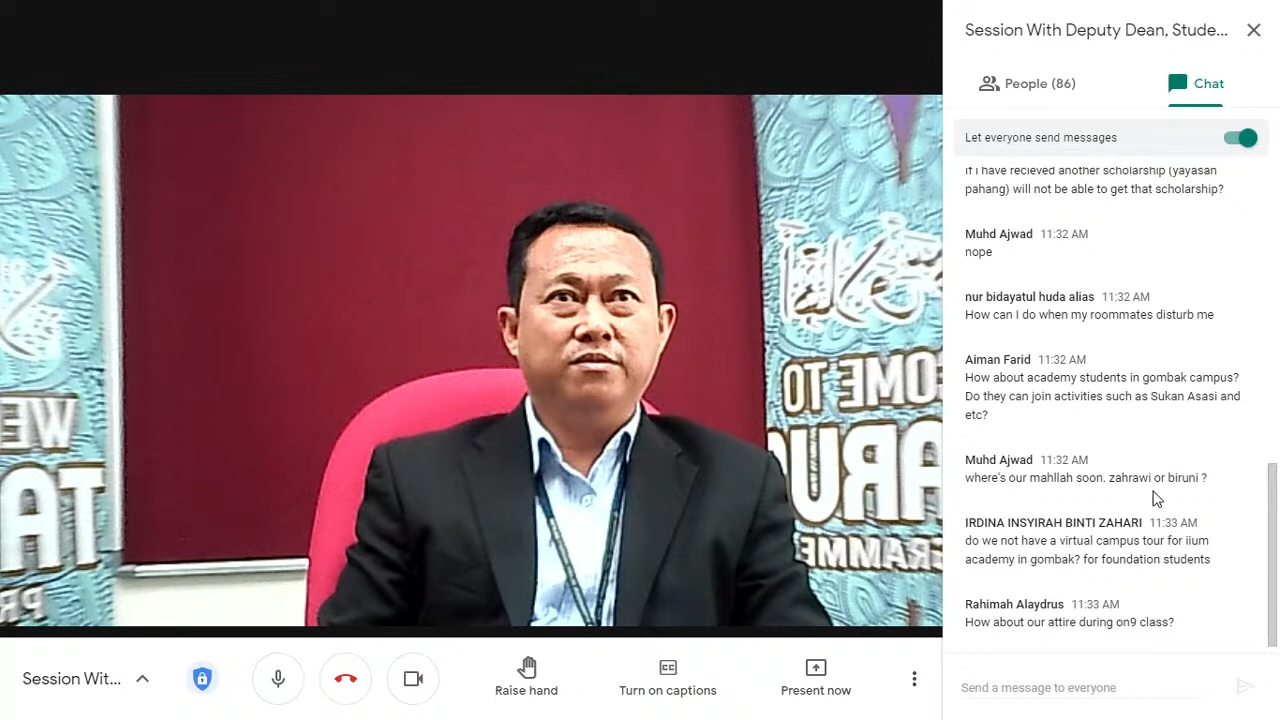 Session With Deputy Dean, Stude...
People (86)
Chat
Let everyone send messages
if i have recieved another scholarship (yayasan
pahang) will not be able to get that scholarship?
Muhd Ajwad 11:32 AM
nope
nur bidayatul huda alias 11:32 AM
How can I do when my roommates disturb me
Aiman Farid 11:32 AM
How about academy students in gombak campus?
Do they can join activities such as Sukan Asasi and
etc?
Muhd Ajwad 11:32 AM
where's our mahllah soon. zahrawi or biruni ?
IRDINA INSYIRAH BINTI ZAHARI 11:33 AM
do we not have a virtual campus tour for iium
academy in gombak? for foundation students
Rahimah Alaydrus 11:33 AM
How about our attire during on9 class?
Send a message to everyone
WE
TA
PR
OME TO
ARU
RAMME
Session Wit...
Raise hand
CC
Turn on captions
Present now